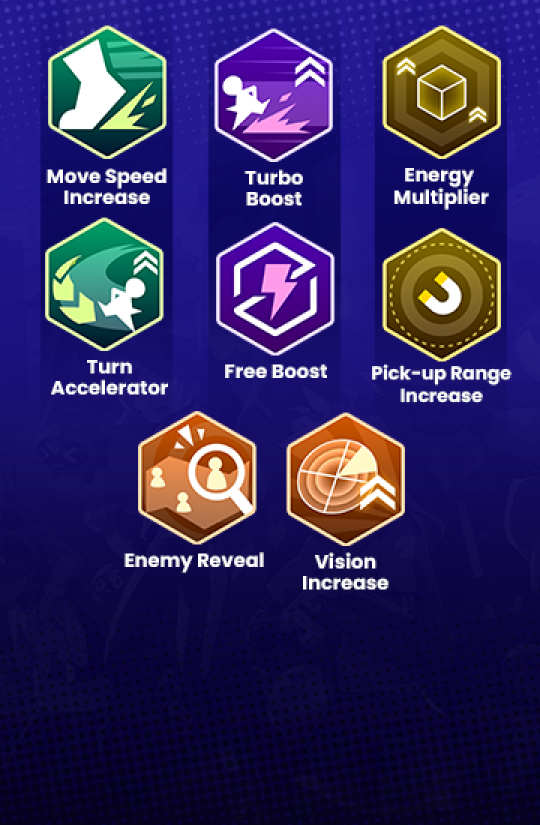 Move Speed
Increase
Turbo
Boost
Energy
Multiplier
Turn
Accelerator
Free Boost
Pick-up Range
Increase
Enemy Reveal
Vision
Increase